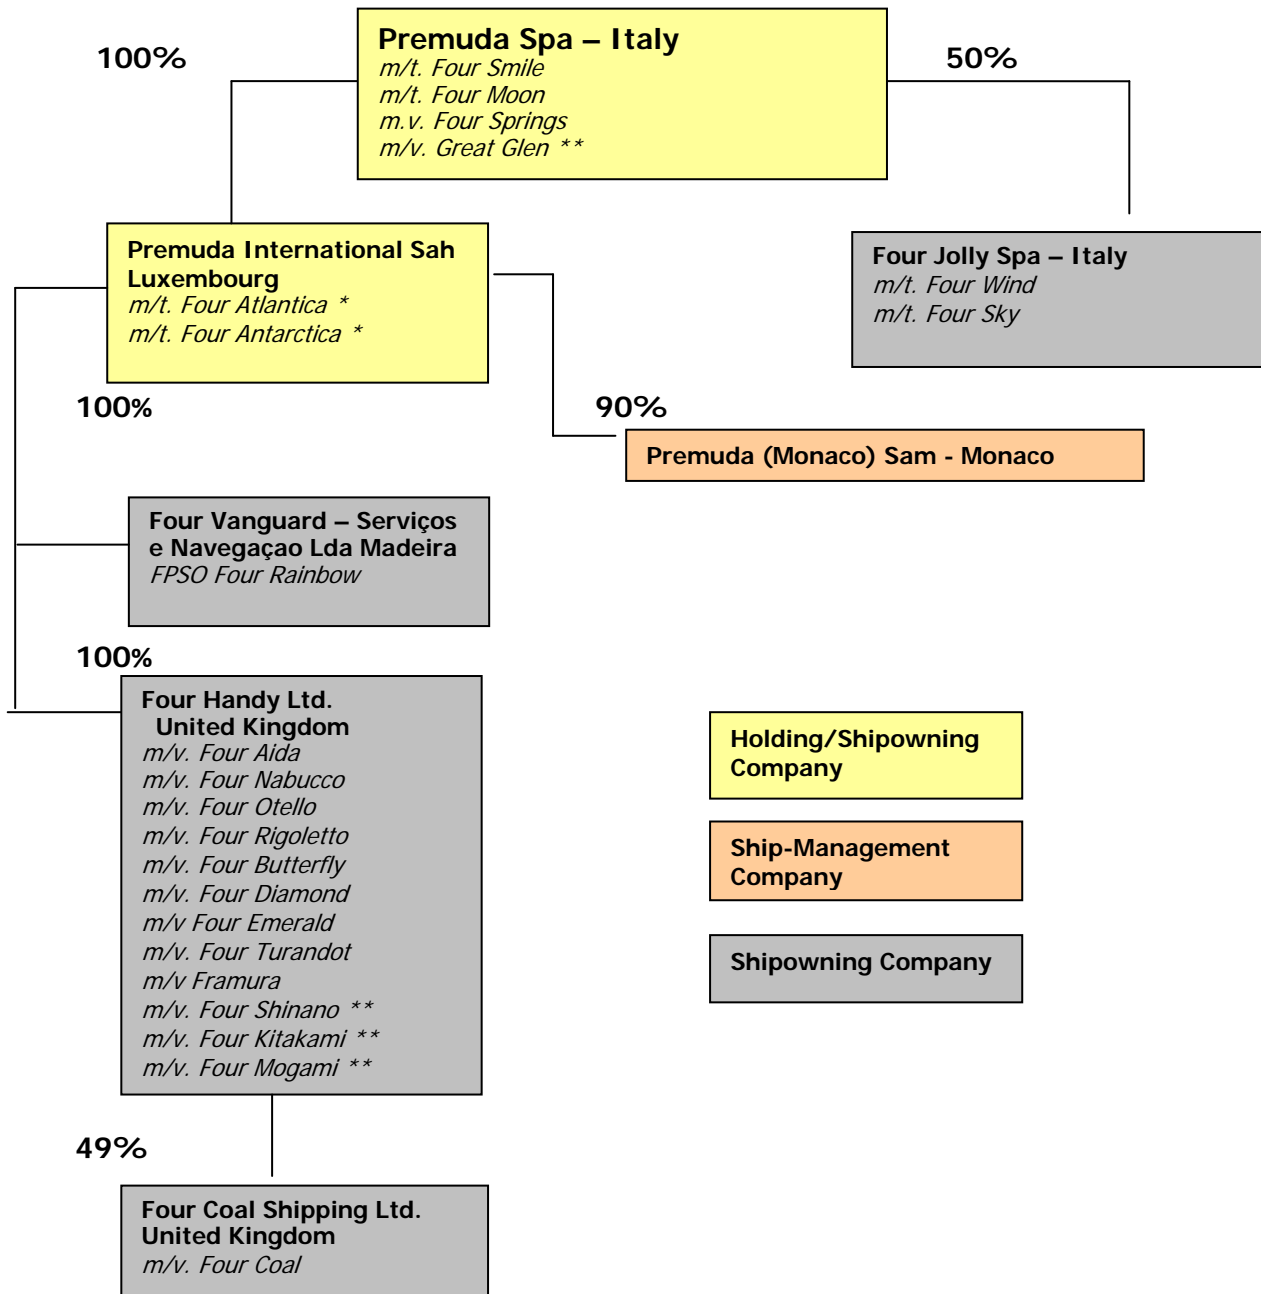 100%
Premuda Spa – Italy
m/t. Four Smile
m/t. Four Moon
m.v. Four Springs
m/v. Great Glen **
50%
Premuda International Sah
Luxembourg
m/t. Four Atlantica *
m/t. Four Antarctica *
Four Jolly Spa – Italy
m/t. Four Wind
m/t. Four Sky
100%
90%
Premuda (Monaco) Sam - Monaco
Four Vanguard – Serviços
e Navegaçao Lda Madeira
FPSO Four Rainbow
100%
Four Handy Ltd.
United Kingdom
m/v. Four Aida
m/v. Four Nabucco
m/v. Four Otello
m/v. Four Rigoletto
m/v. Four Butterfly
m/v. Four Diamond
m/v Four Emerald
m/v. Four Turandot
m/v Framura
m/v. Four Shinano **
m/v. Four Kitakami **
m/v. Four Mogami **
Holding/Shipowning
Company
Ship-Management
Company
Shipowning Company
49%
Four Coal Shipping Ltd.
United Kingdom
m/v. Four Coal